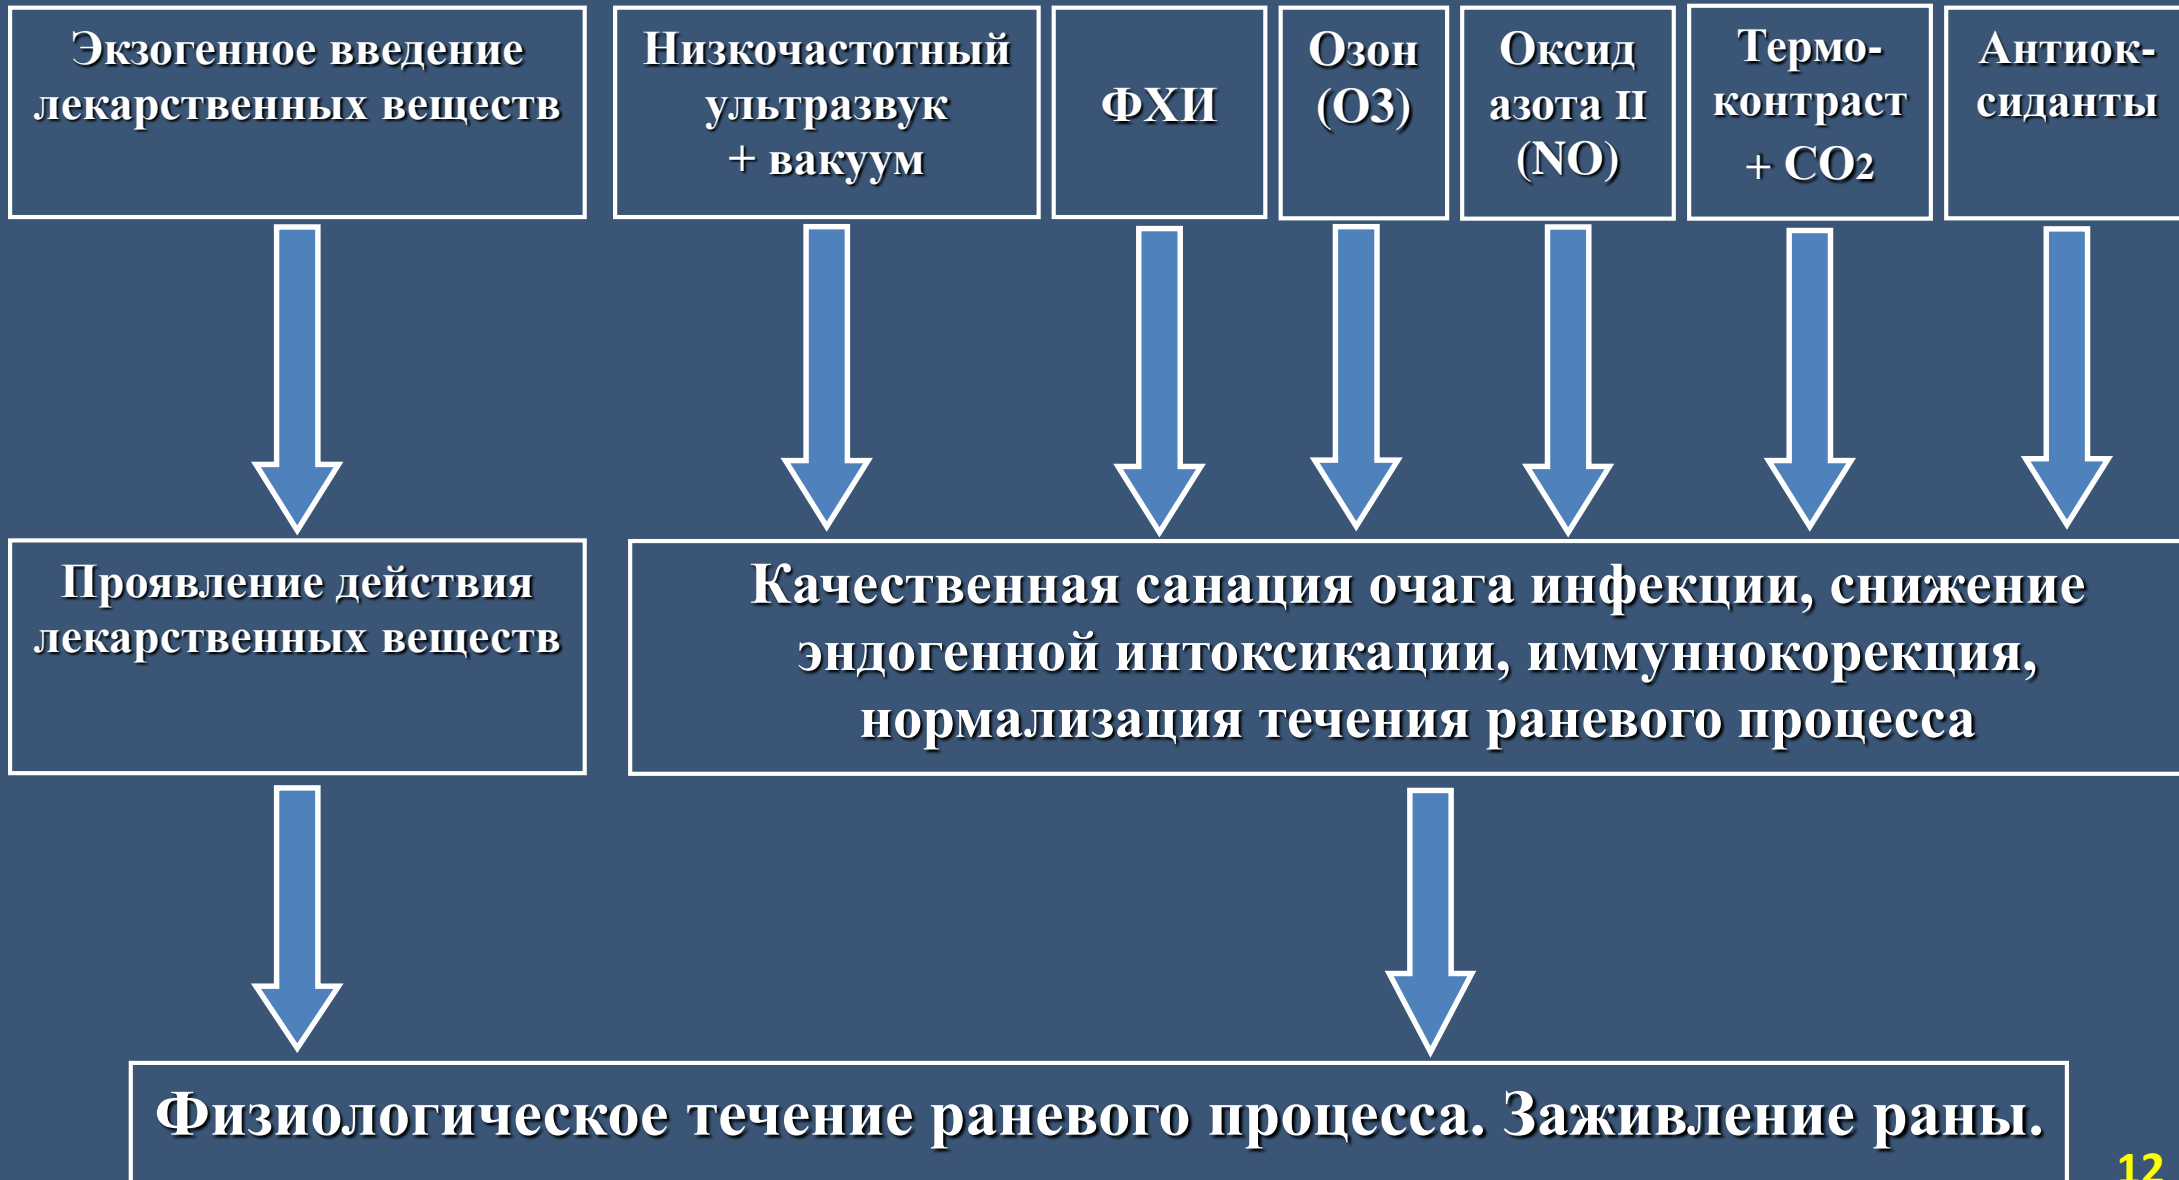 Экзогенное введение
лекарственных веществ
Низкочастотный
ультразвук
+ вакуум
ФХИ
Озон
(О3)
Оксид
азота II
(NO)
Термо-
контраст
+ СО2
Антиок-
сиданты
Проявление действия
лекарственных веществ
Качественная санация очага инфекции, снижение
эндогенной интоксикации, иммуннокорекция,
нормализация течения раневого процесса
Физиологическое течение раневого процесса. Заживление раны.
12